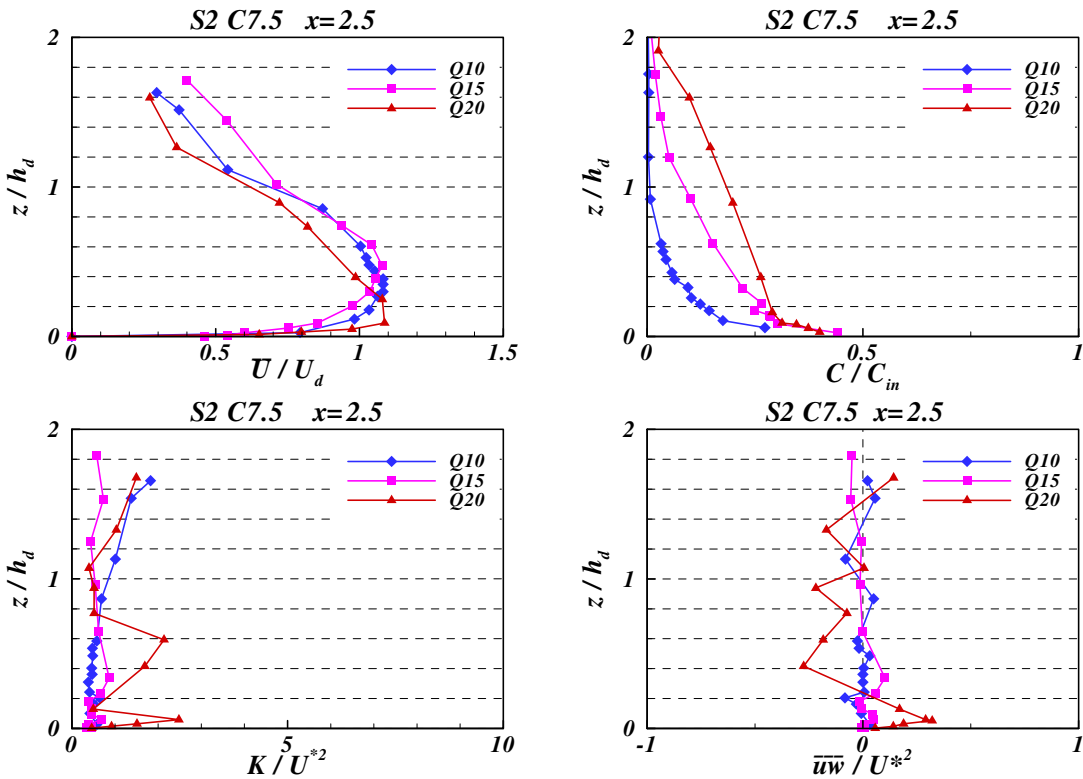 S2 C7.5 x=2.5
2
1
0
z / h_d
Q10
Q15
Q20
0 0.5 1 1.5
U̅ / U_d
S2 C7.5 x=2.5
2
1
0
z / h_d
Q10
Q15
Q20
0 0.5 1
C / C_in
S2 C7.5 x=2.5
2
1
0
z / h_d
Q10
Q15
Q20
0 5 10
K / U*²
S2 C7.5 x=2.5
2
1
0
z / h_d
Q10
Q15
Q20
-1 0 1
u̅w̅ / U*²